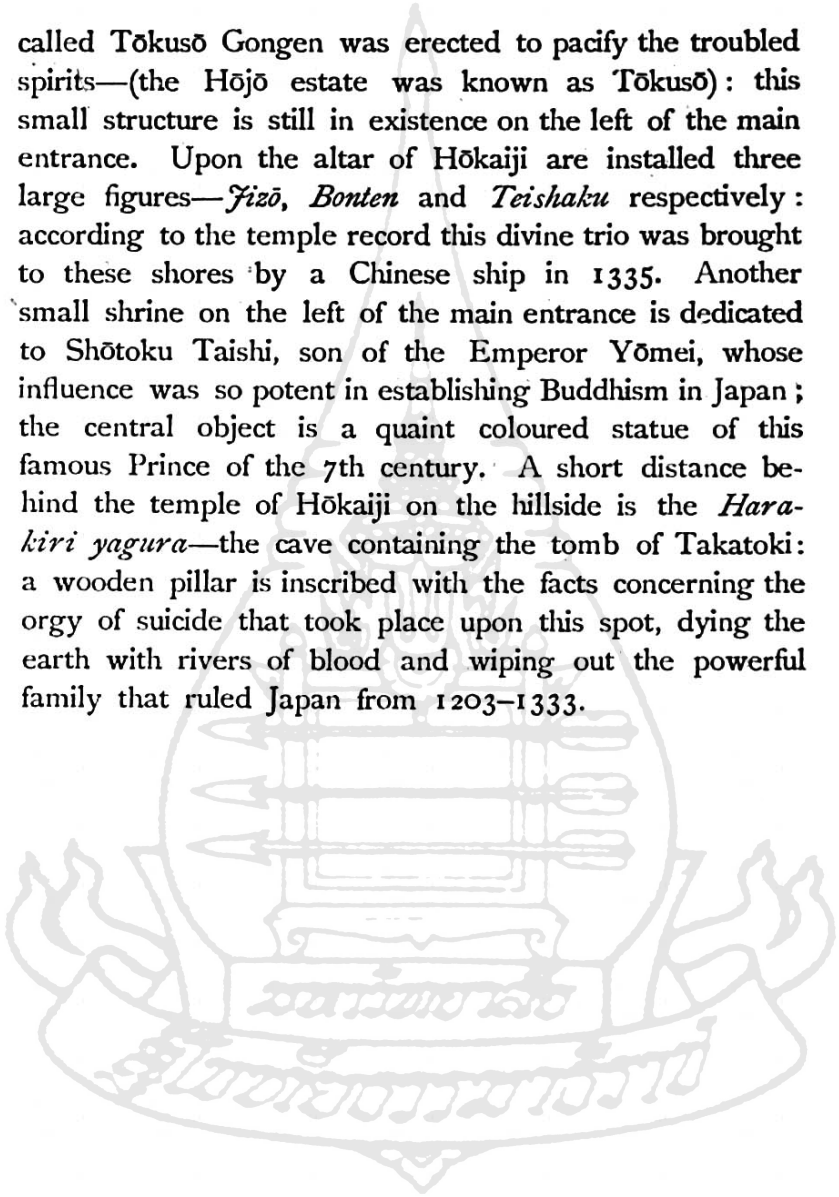 called Tōkusō Gongen was erected to pacify the troubled
spirits—(the Hōjō estate was known as Tōkusō) : this
small structure is still in existence on the left of the main
entrance. Upon the altar of Hōkaiji are installed three
large figures—Jizō, Bonten and Teishaku respectively :
according to the temple record this divine trio was brought
to these shores by a Chinese ship in 1335. Another
small shrine on the left of the main entrance is dedicated
to Shōtoku Taishi, son of the Emperor Yōmei, whose
influence was so potent in establishing Buddhism in Japan ;
the central object is a quaint coloured statue of this
famous Prince of the 7th century. A short distance be-
hind the temple of Hōkaiji on the hillside is the Hara-
kiri yagura—the cave containing the tomb of Takatoki:
a wooden pillar is inscribed with the facts concerning the
orgy of suicide that took place upon this spot, dying the
earth with rivers of blood and wiping out the powerful
family that ruled Japan from 1203–1333.